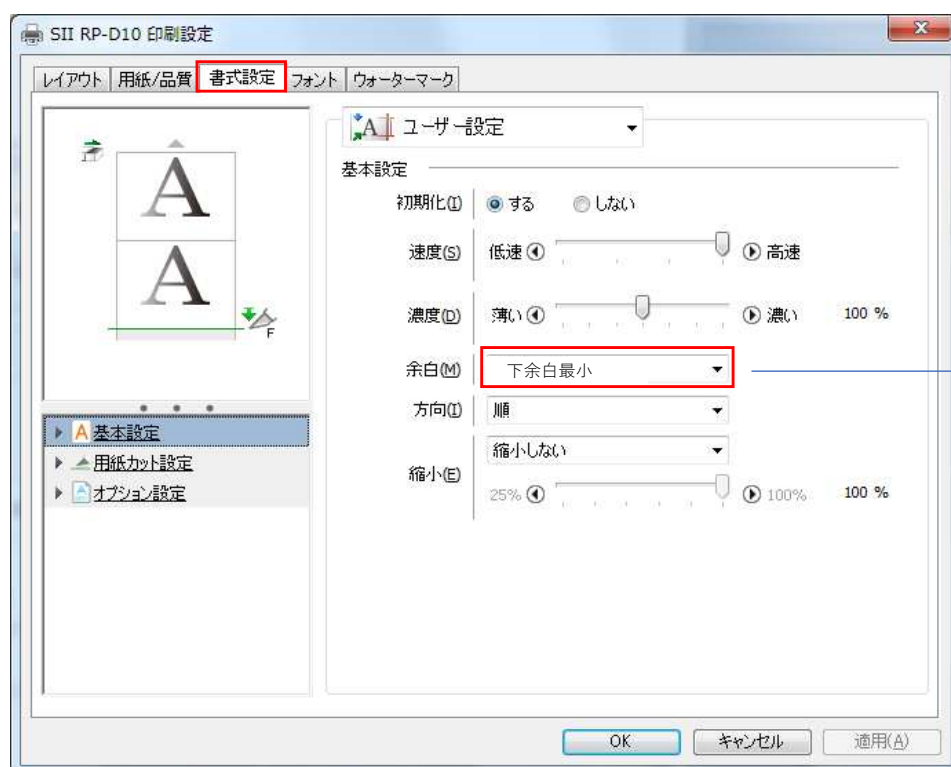 SII RP-D10 印刷設定
レイアウト 用紙/品質 書式設定 フォント ウォーターマーク
A
A
F
基本設定
用紙カット設定
オプション設定
ユーザー設定
基本設定
初期化(I) する しない
速度(S) 低速 高速
濃度(D) 薄い 濃い 100 %
余白(M) 下余白最小
方向(I) 順
縮小しない
縮小(E)
25% 100% 100 %
OK キャンセル 適用(A)